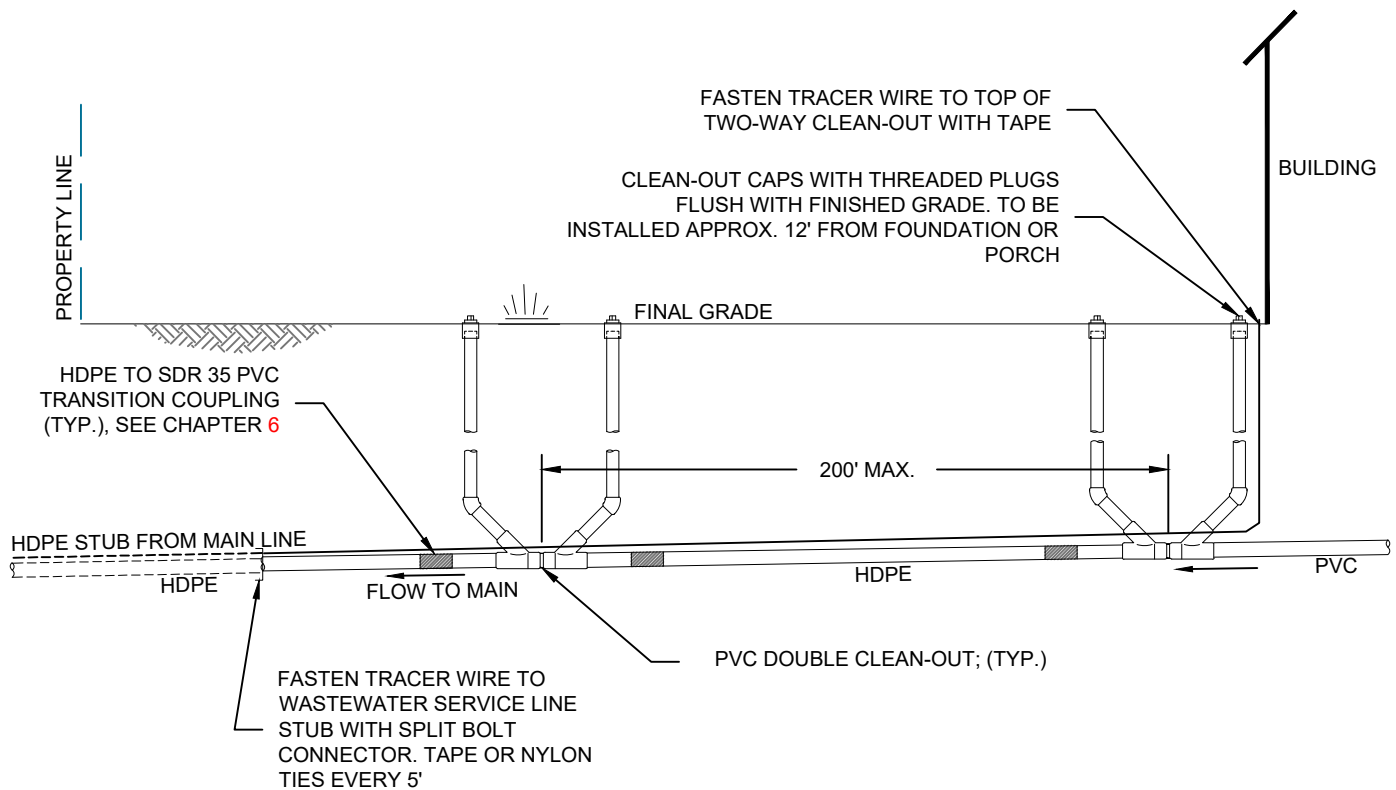 FASTEN TRACER WIRE TO TOP OF
TWO-WAY CLEAN-OUT WITH TAPE
BUILDING
CLEAN-OUT CAPS WITH THREADED PLUGS
FLUSH WITH FINISHED GRADE. TO BE
INSTALLED APPROX. 12' FROM FOUNDATION OR
PORCH
PROPERTY LINE
FINAL GRADE
HDPE TO SDR 35 PVC
TRANSITION COUPLING
(TYP.), SEE CHAPTER 6
200' MAX.
HDPE STUB FROM MAIN LINE
HDPE
FLOW TO MAIN
HDPE
PVC
PVC DOUBLE CLEAN-OUT; (TYP.)
FASTEN TRACER WIRE TO
WASTEWATER SERVICE LINE
STUB WITH SPLIT BOLT
CONNECTOR. TAPE OR NYLON
TIES EVERY 5'